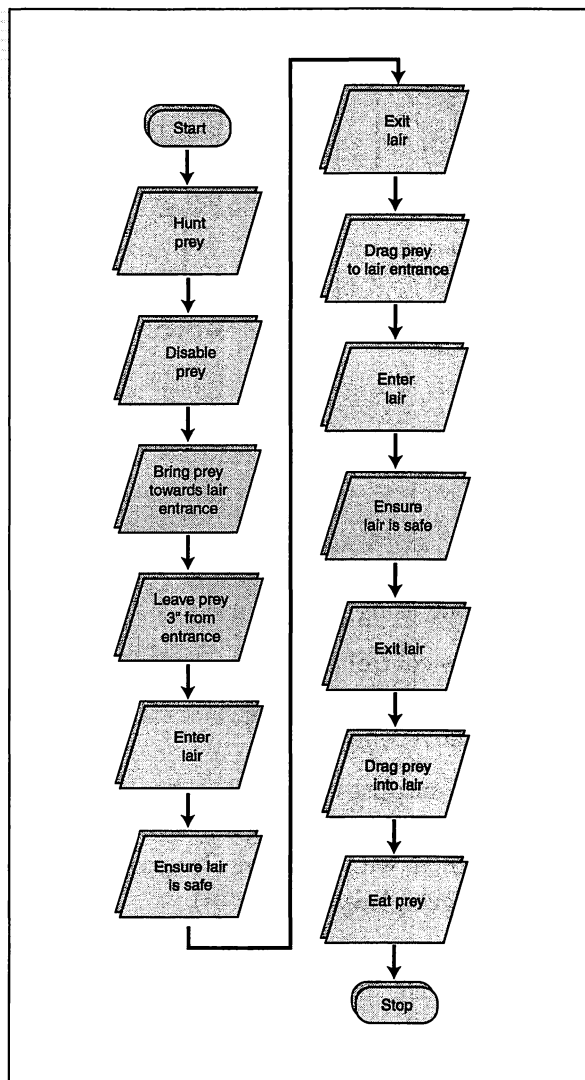 Start
Hunt
prey
Disable
prey
Bring prey
towards lair
entrance
Leave prey
3" from
entrance
Enter
lair
Ensure lair
is safe
Exit
lair
Drag prey
to lair entrance
Enter
lair
Ensure
lair is safe
Exit lair
Drag prey
into lair
Eat prey
Stop